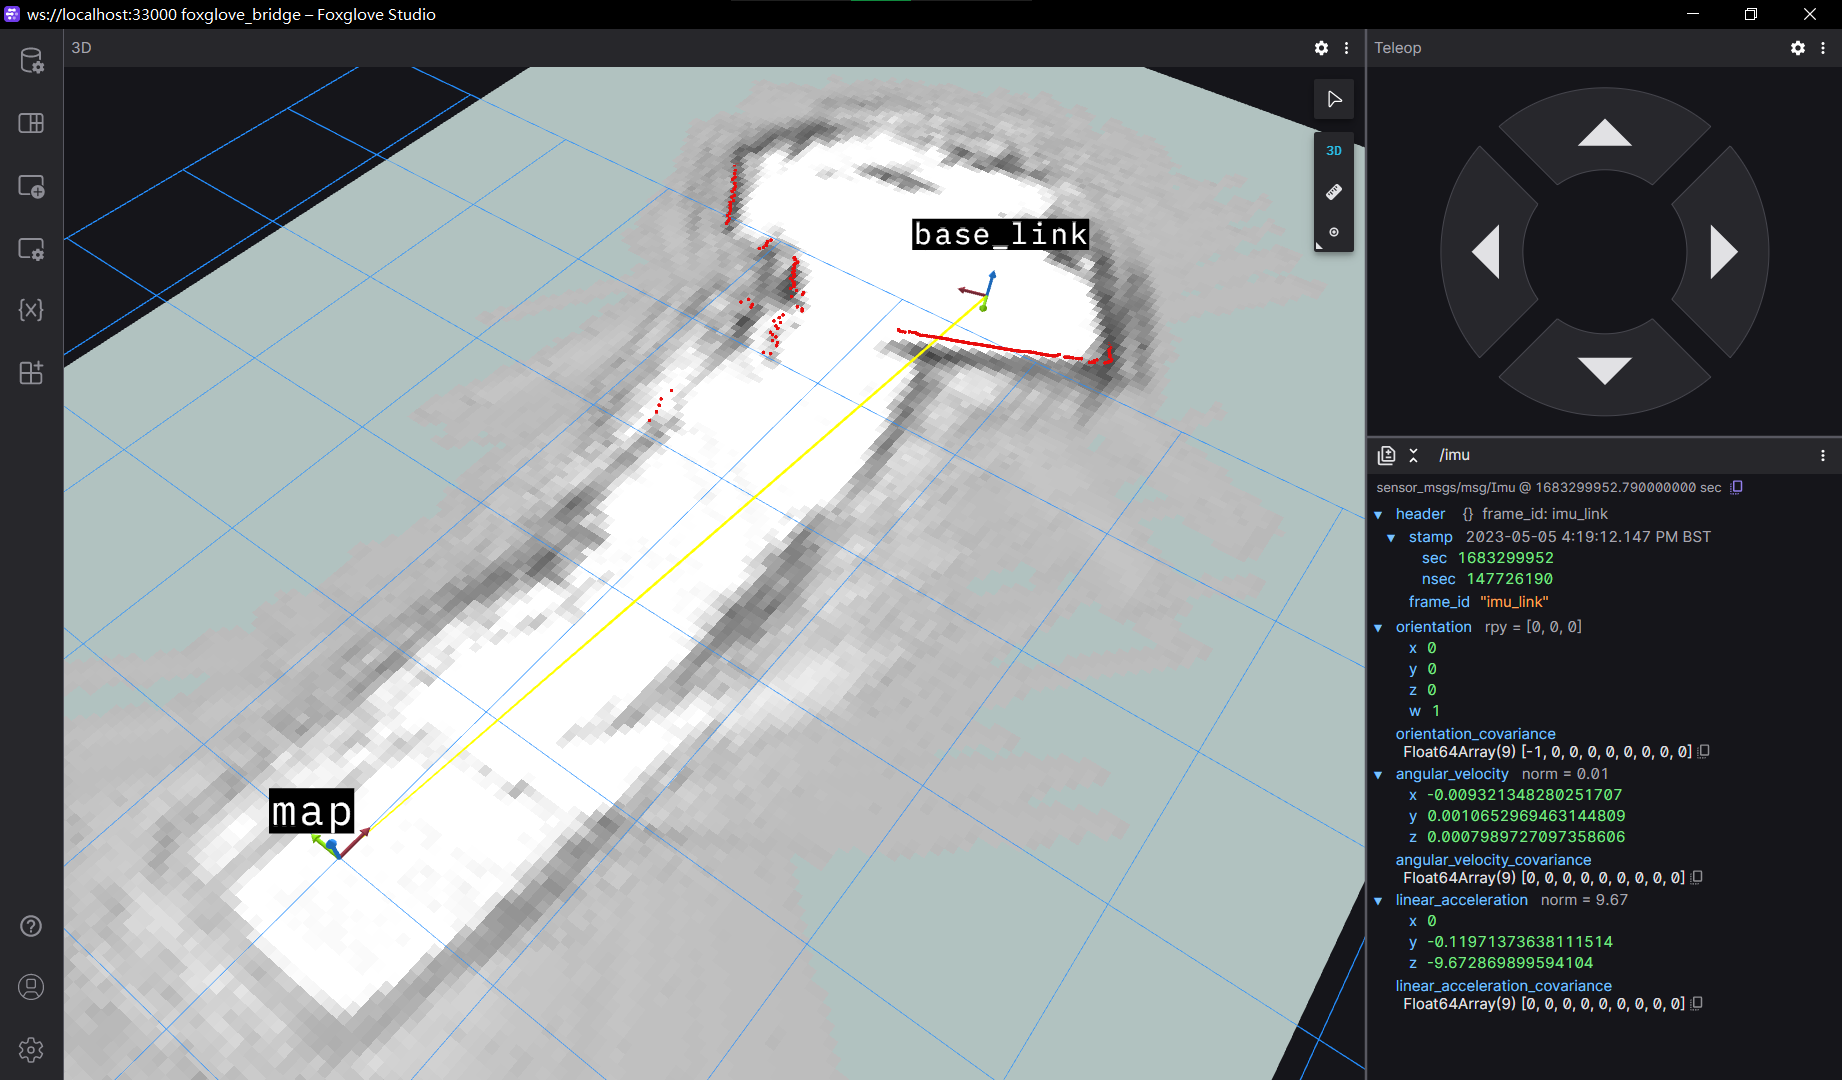 ws://localhost:33000 foxglove_bridge – Foxglove Studio
3D
3D
base_link
map
Teleop
/imu
sensor_msgs/msg/Imu @ 1683299952.790000000 sec
header {} frame_id: imu_link
stamp 2023-05-05 4:19:12.147 PM BST
sec 1683299952
nsec 147726190
frame_id "imu_link"
orientation rpy = [0, 0, 0]
x 0
y 0
z 0
w 1
orientation_covariance
Float64Array(9) [-1, 0, 0, 0, 0, 0, 0, 0, 0]
angular_velocity norm = 0.01
x -0.009321348280251707
y 0.0010652969463144809
z 0.0007989727097358606
angular_velocity_covariance
Float64Array(9) [0, 0, 0, 0, 0, 0, 0, 0, 0]
linear_acceleration norm = 9.67
x 0
y -0.11971373638111514
z -9.672869899594104
linear_acceleration_covariance
Float64Array(9) [0, 0, 0, 0, 0, 0, 0, 0, 0]